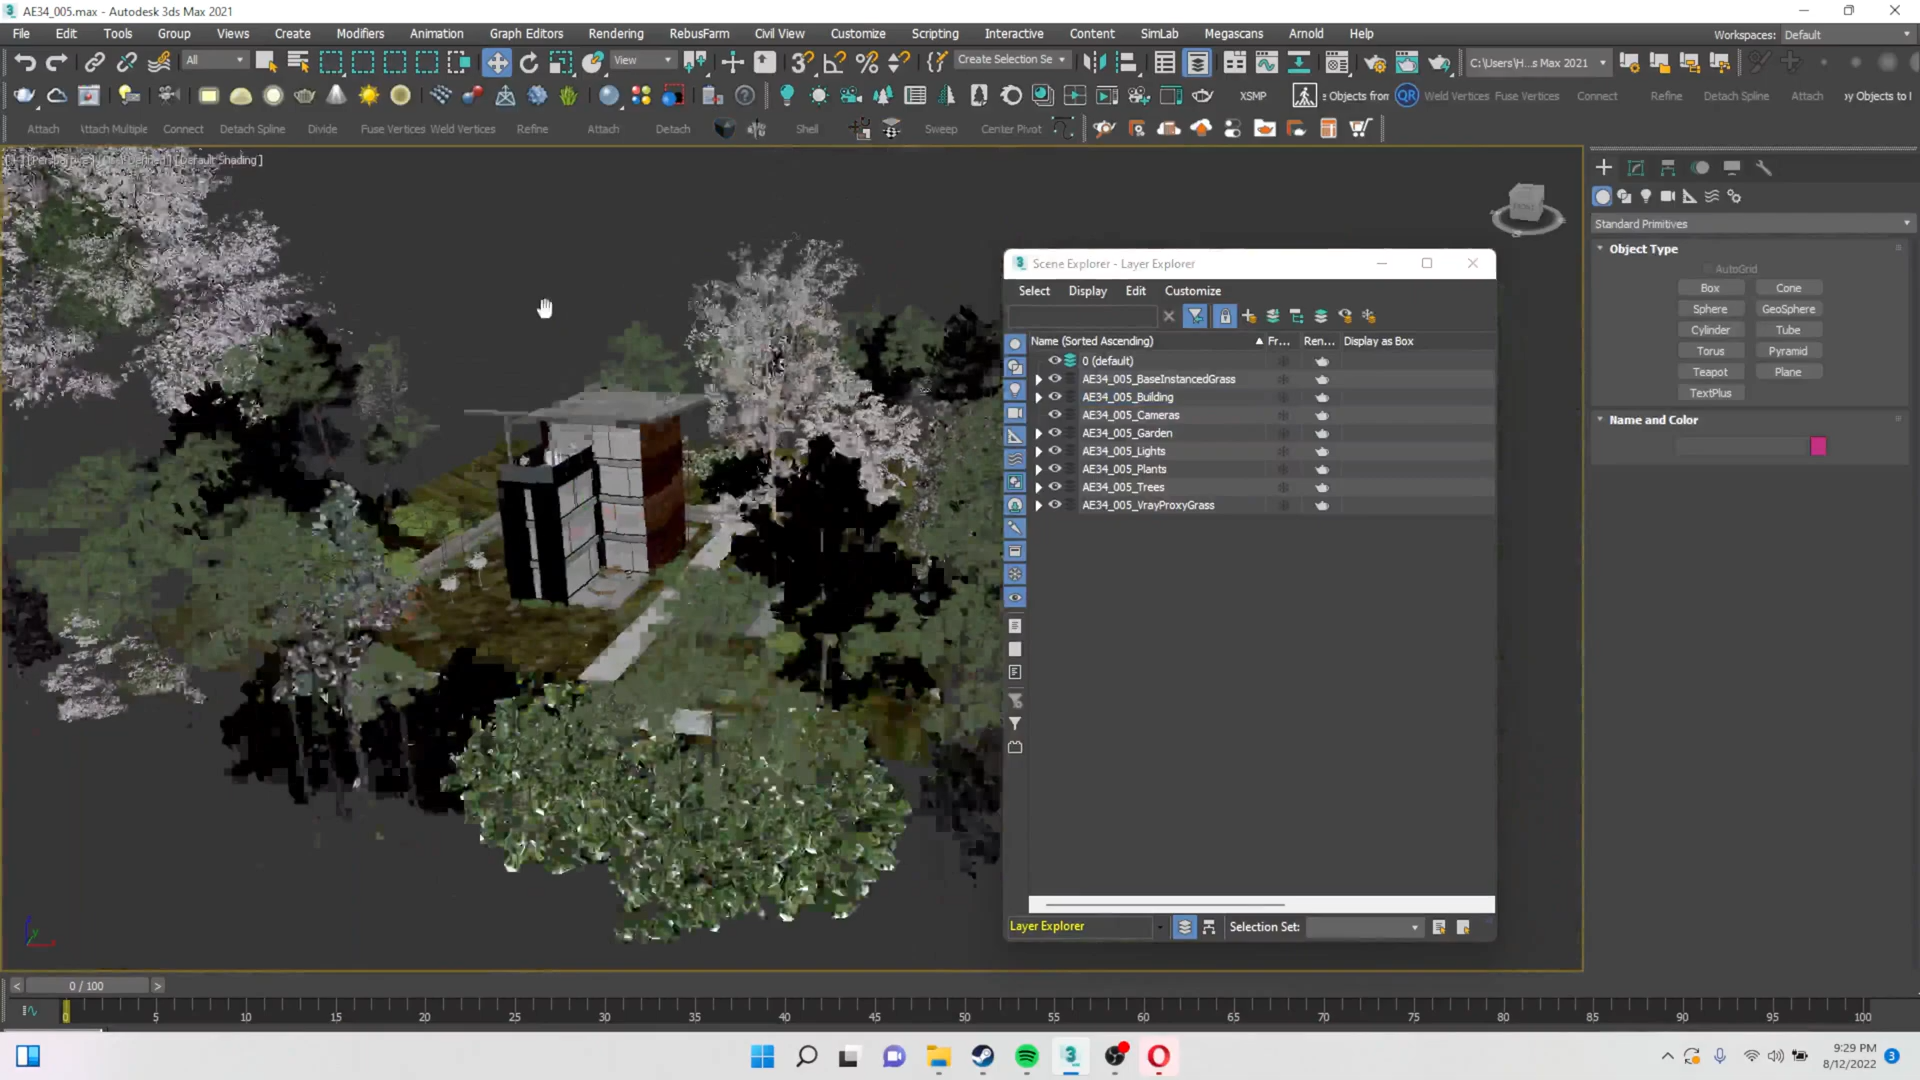 AE34_005.max - Autodesk 3ds Max 2021
File Edit Tools Group Views Create Modifiers Animation Graph Editors Rendering RebusFarm Civil View Customize Scripting Interactive Content SimLab Megascans Arnold Help
Workspaces: Default
All View Create Selection Se C:\Users\H...s Max 2021
XSMP e Objects from QR Weld Vertices Fuse Vertices Connect Refine Detach Spline Attach
Attach Attach Multiple Connect Detach Spline Divide Fuse Vertices Weld Vertices Refine Attach Detach Shell Sweep Center Pivot
Default Shading ]
Standard Primitives
Object Type
AutoGrid
Box Cone
Sphere GeoSphere
Cylinder Tube
Torus Pyramid
Teapot Plane
TextPlus
Name and Color
Scene Explorer - Layer Explorer
Select Display Edit Customize
Name (Sorted Ascending) Fr... Ren... Display as Box
0 (default)
AE34_005_BaseInstancedGrass
AE34_005_Building
AE34_005_Cameras
AE34_005_Garden
AE34_005_Lights
AE34_005_Plants
AE34_005_Trees
AE34_005_VrayProxyGrass
Layer Explorer Selection Set:
< 0 / 100 >
0 5 10 15 20 25 30 35 40 45 50 55 60 65 70 75 80 85 90 95 100
9:29 PM
8/12/2022
3